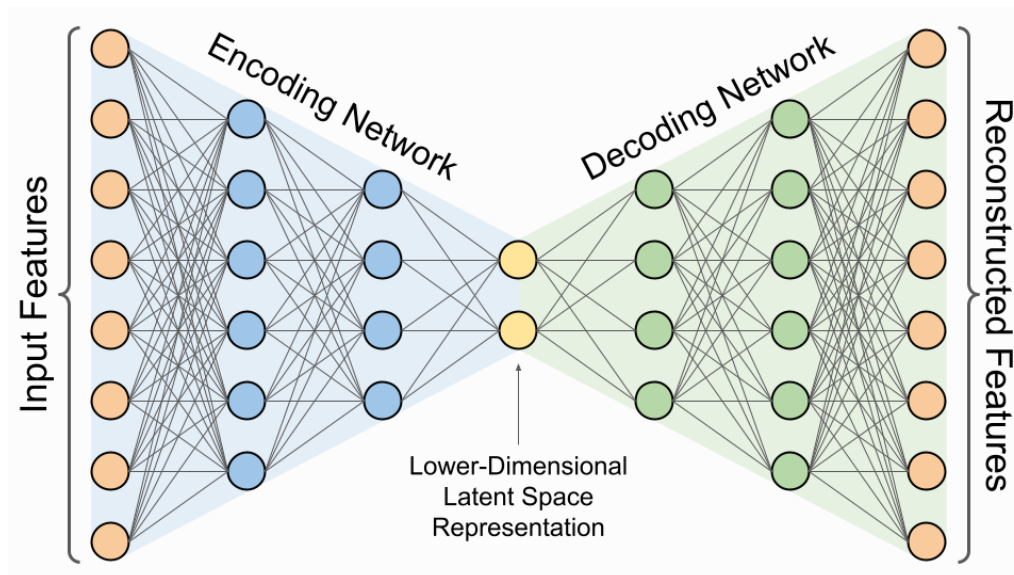 Input Features
Encoding Network
Decoding Network
Reconstructed Features
Lower-Dimensional
Latent Space
Representation